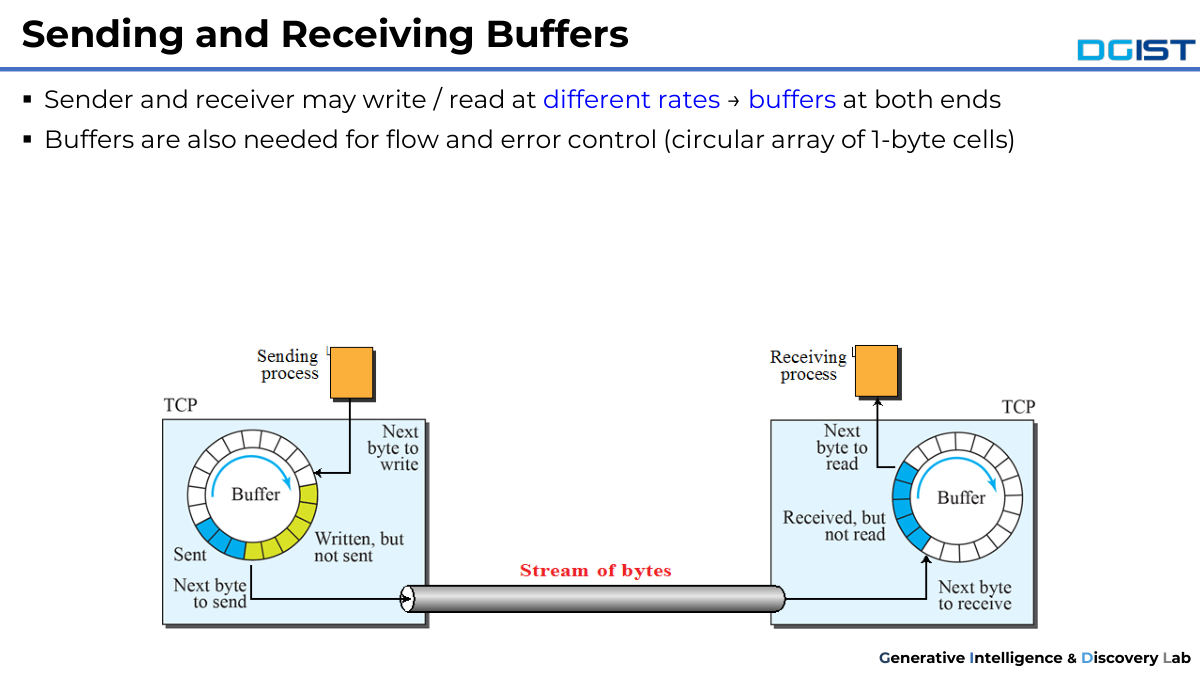 Sending and Receiving Buffers
DGIST
▪ Sender and receiver may write / read at different rates → buffers at both ends
▪ Buffers are also needed for flow and error control (circular array of 1-byte cells)
Sending
process
TCP
Next
byte to
write
Buffer
Written, but
not sent
Sent
Next byte
to send
Stream of bytes
Receiving
process
TCP
Next
byte to
read
Buffer
Received, but
not read
Next byte
to receive
Generative Intelligence & Discovery Lab